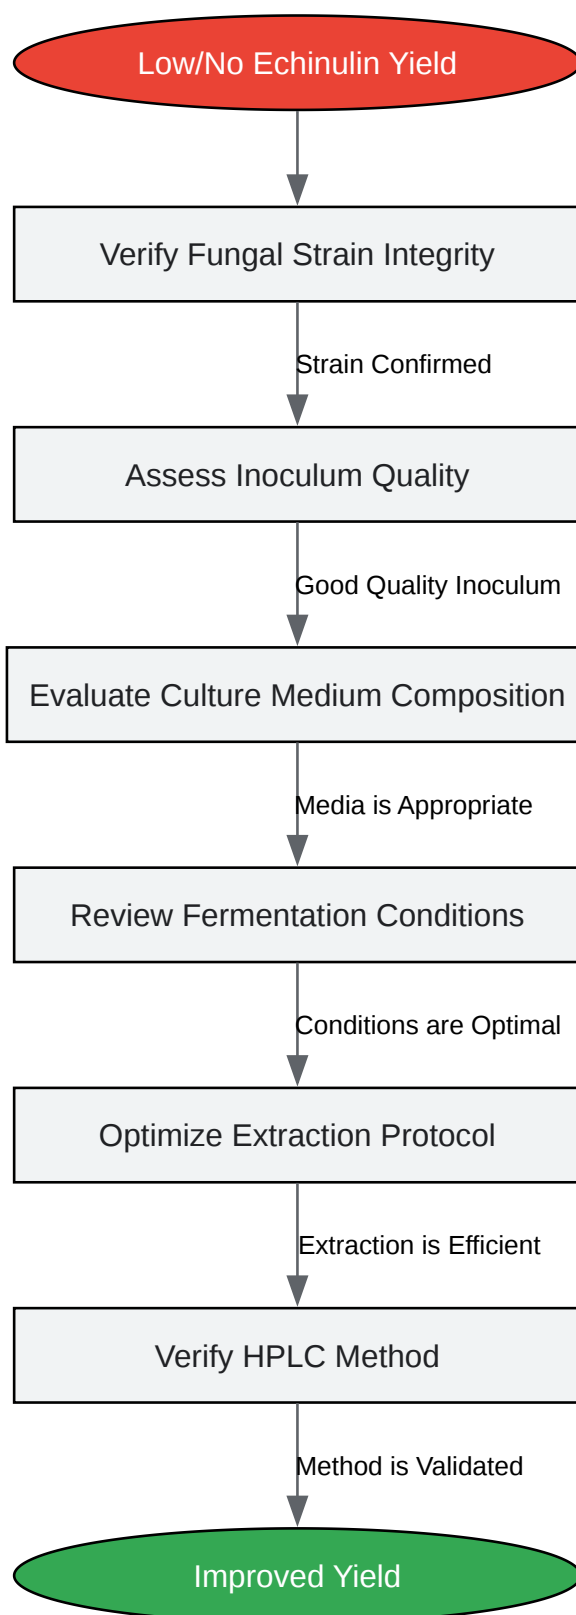 Low/No Echinulin Yield
Verify Fungal Strain Integrity
Strain Confirmed
Assess Inoculum Quality
Good Quality Inoculum
Evaluate Culture Medium Composition
Media is Appropriate
Review Fermentation Conditions
Conditions are Optimal
Optimize Extraction Protocol
Extraction is Efficient
Verify HPLC Method
Method is Validated
Improved Yield